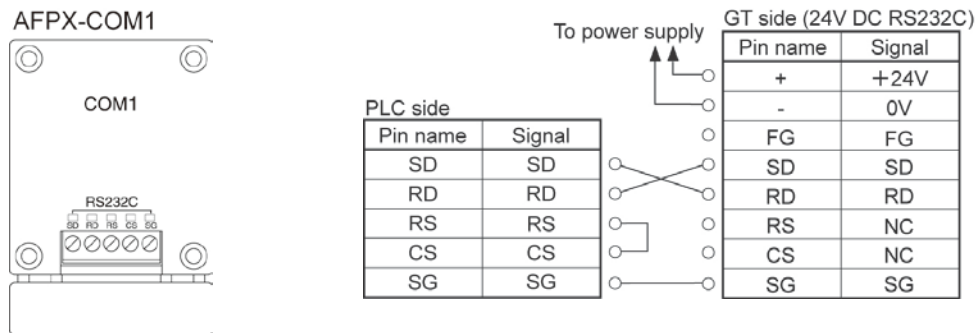 AFPX-COM1
COM1
RS232C
SD RD RS CS SG
To power supply
PLC side
Pin name Signal
SD SD
RD RD
RS RS
CS CS
SG SG
GT side (24V DC RS232C)
Pin name Signal
+ +24V
- 0V
FG FG
SD SD
RD RD
RS NC
CS NC
SG SG